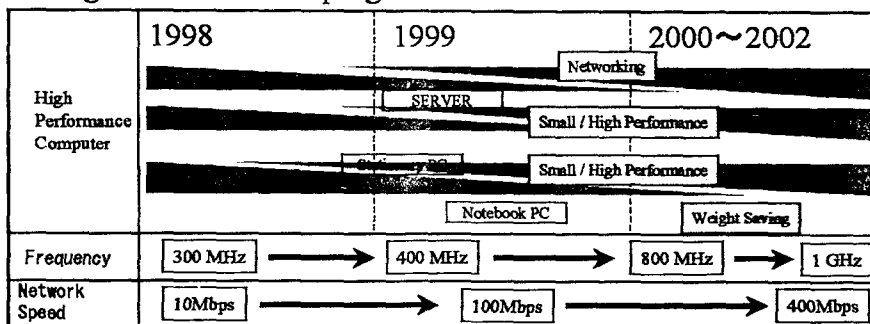 1998
1999
2000～2002
High
Performance
Computer
Networking
SERVER
Small / High Performance
Small / High Performance
Notebook PC
Weight Saving
Frequency
300 MHz
400 MHz
800 MHz
1 GHz
Network
Speed
10Mbps
100Mbps
400Mbps